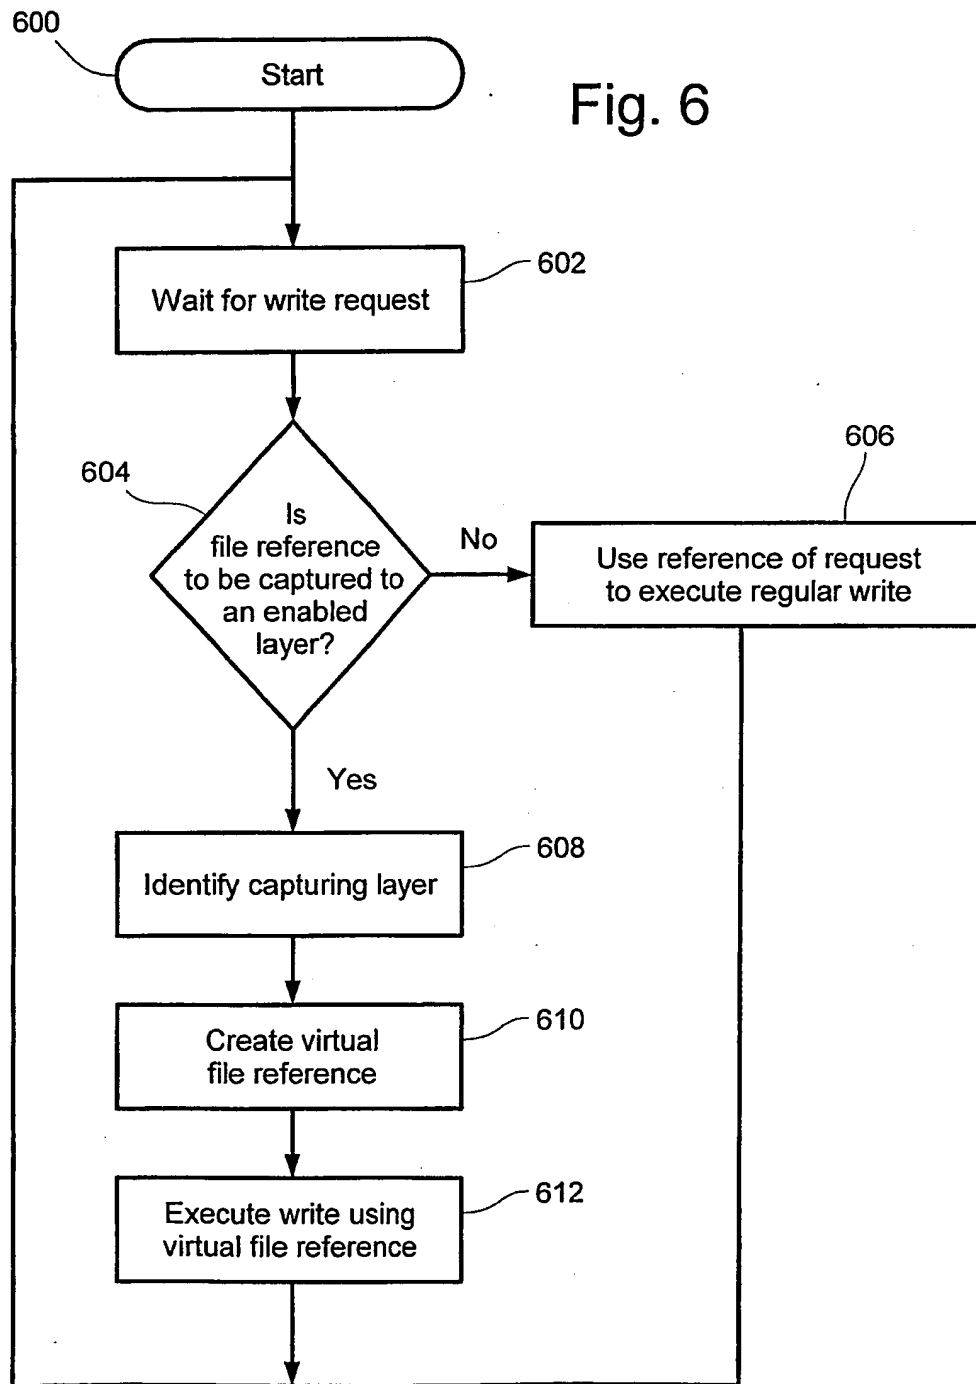 600
Start
Fig. 6
602
Wait for write request
604
606
Is
file reference
to be captured to
an enabled
layer?
No
Use reference of request
to execute regular write
Yes
608
Identify capturing layer
610
Create virtual
file reference
612
Execute write using
virtual file reference